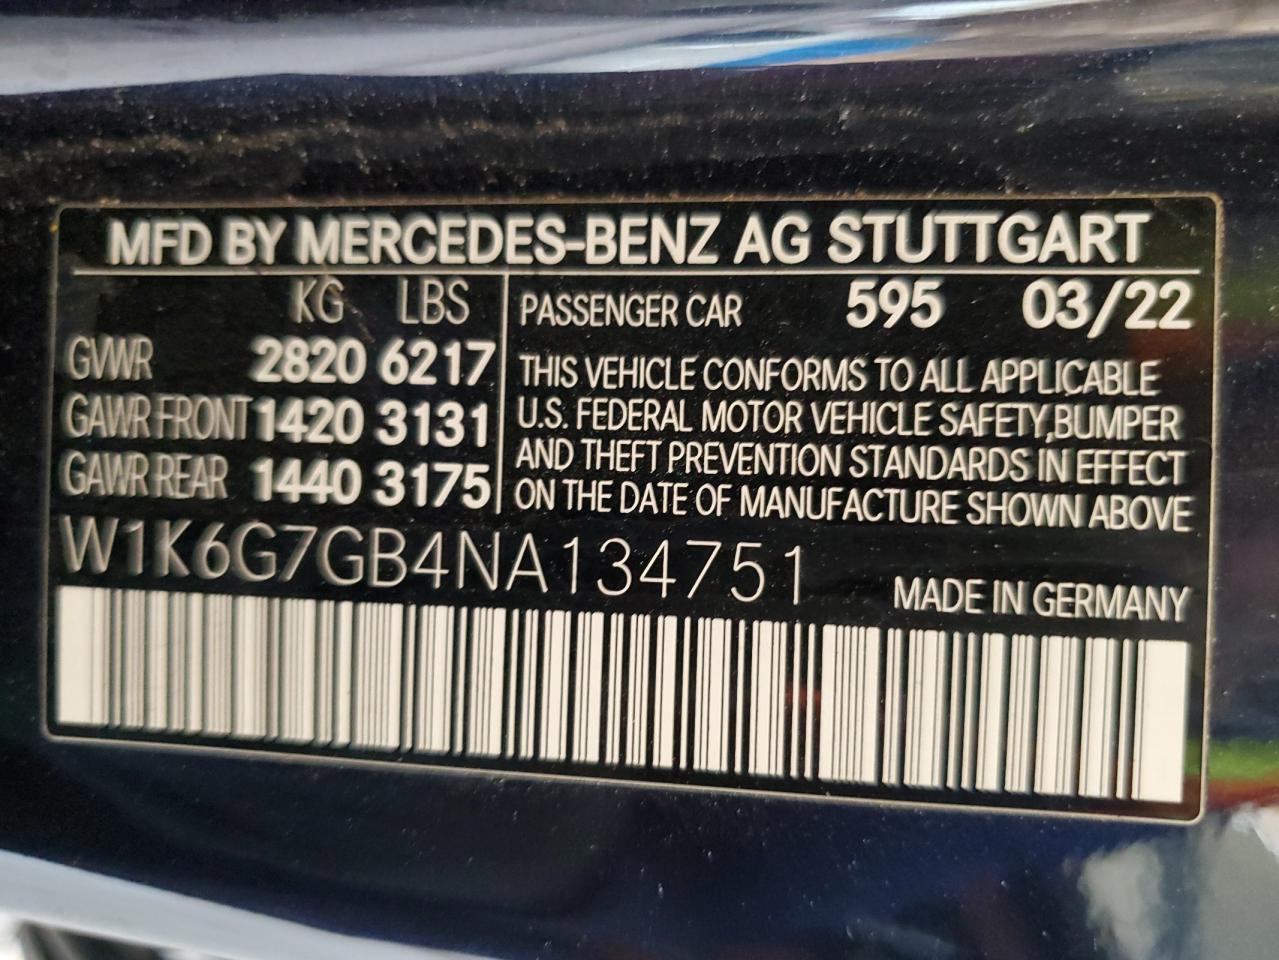 MFD BY MERCEDES-BENZ AG STUTTGART
KG LBS
GVWR 2820 6217
GAWR FRONT 1420 3131
GAWR REAR 1440 3175
PASSENGER CAR 595 03/22
THIS VEHICLE CONFORMS TO ALL APPLICABLE
U.S. FEDERAL MOTOR VEHICLE SAFETY,BUMPER
AND THEFT PREVENTION STANDARDS IN EFFECT
ON THE DATE OF MANUFACTURE SHOWN ABOVE
W1K6G7GB4NA134751
MADE IN GERMANY